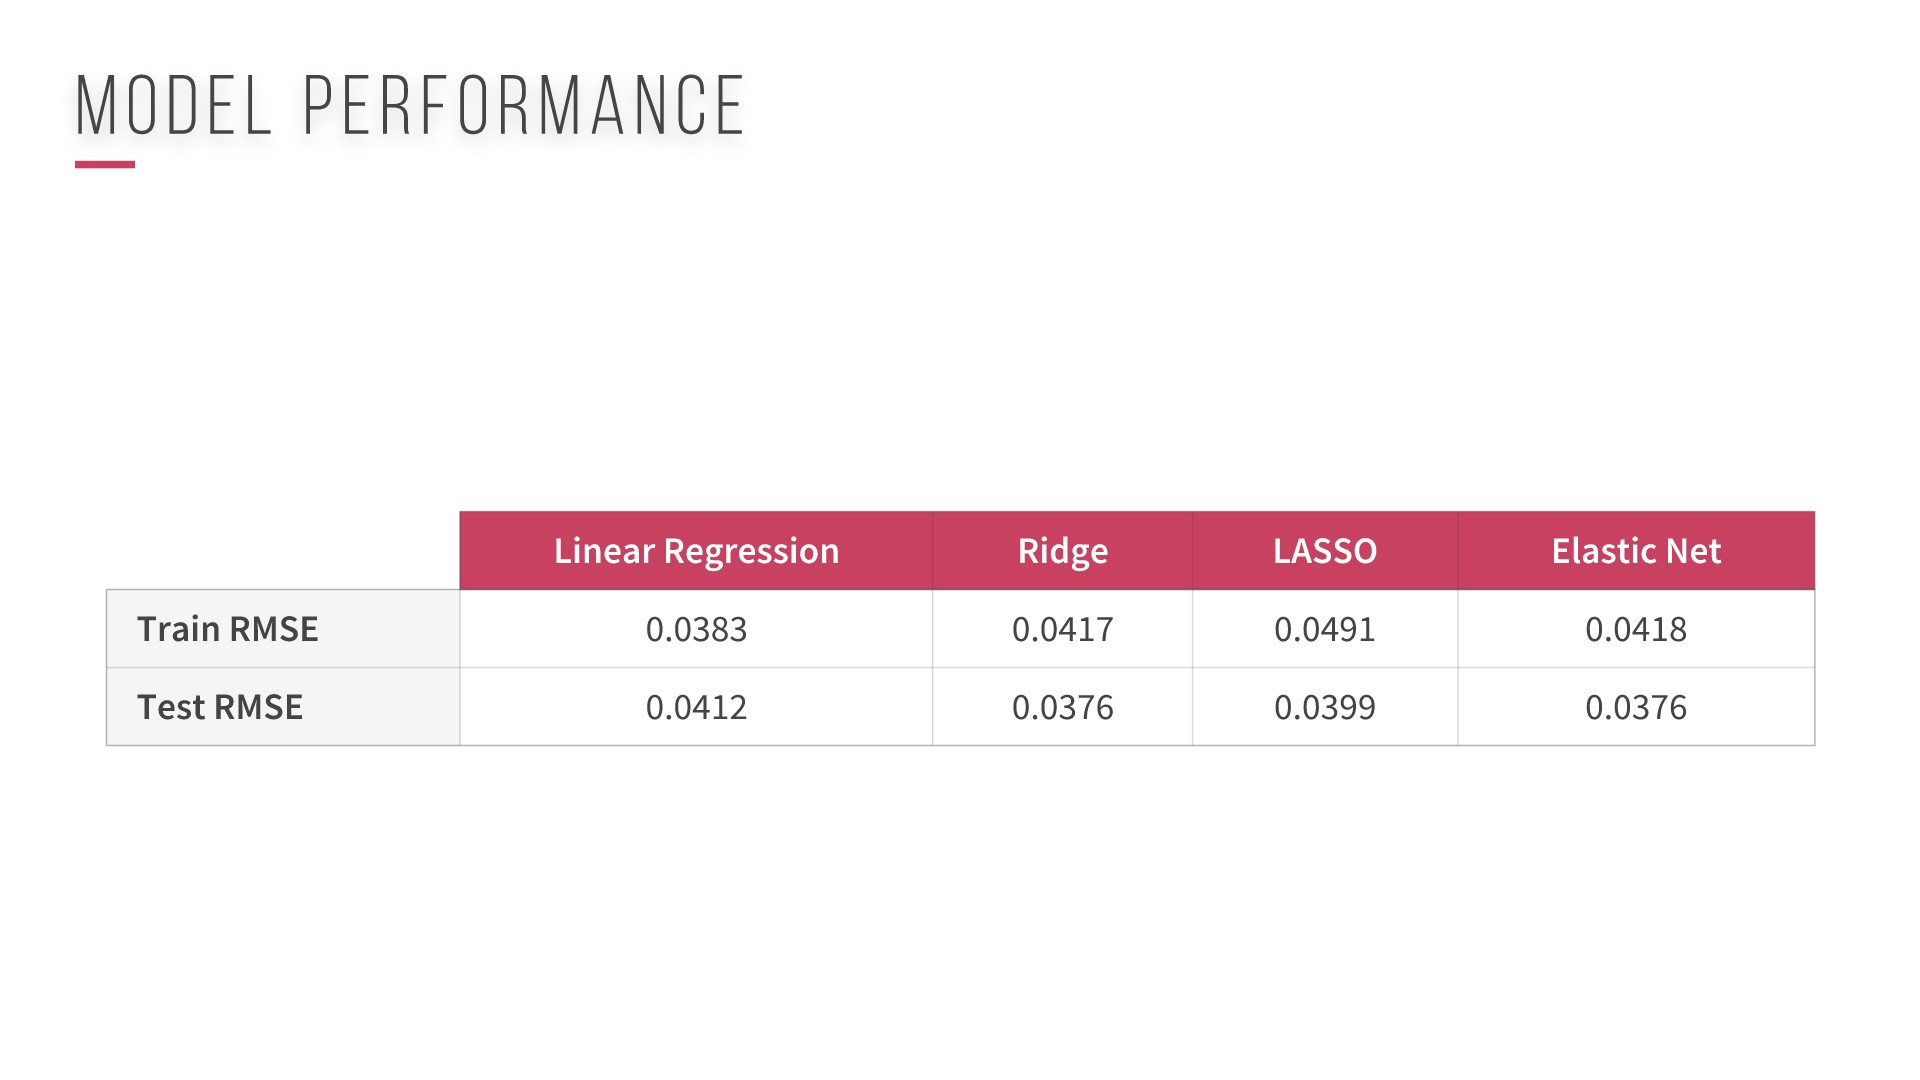 MODEL PERFORMANCE
Linear Regression Ridge LASSO Elastic Net
Train RMSE 0.0383 0.0417 0.0491 0.0418
Test RMSE 0.0412 0.0376 0.0399 0.0376